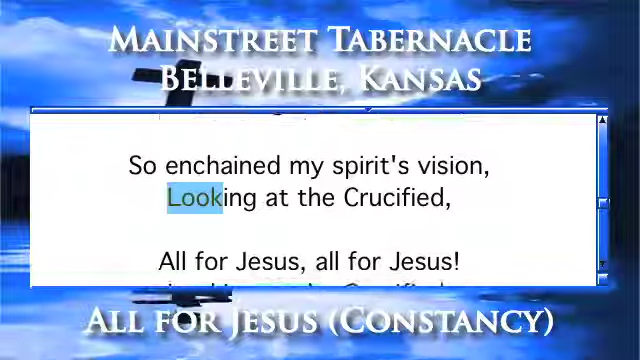 MAINSTREET TABERNACLE
BELLEVILLE, KANSAS
So enchained my spirit's vision,
Looking at the Crucified,
All for Jesus, all for Jesus!
ALL FOR JESUS (CONSTANCY)